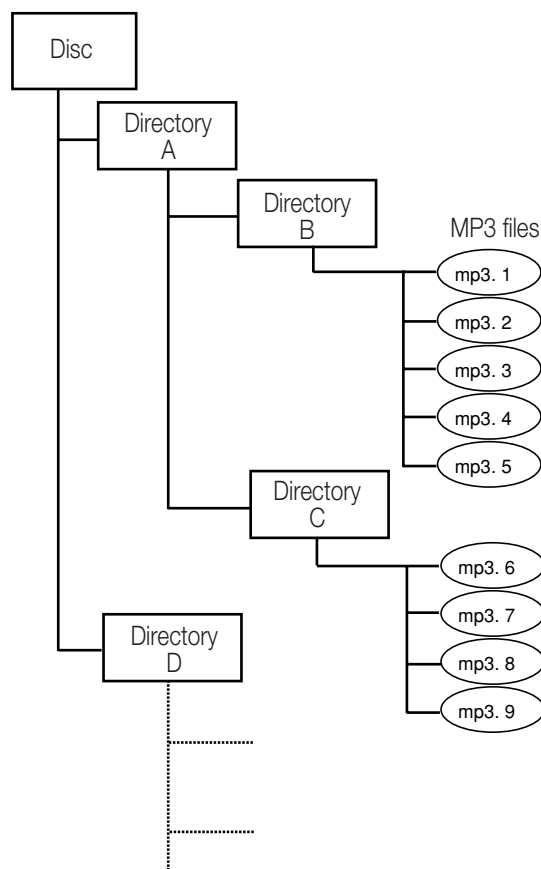 Disc
Directory
A
Directory
B
MP3 files
mp3. 1
mp3. 2
mp3. 3
mp3. 4
mp3. 5
Directory
C
mp3. 6
mp3. 7
mp3. 8
mp3. 9
Directory
D